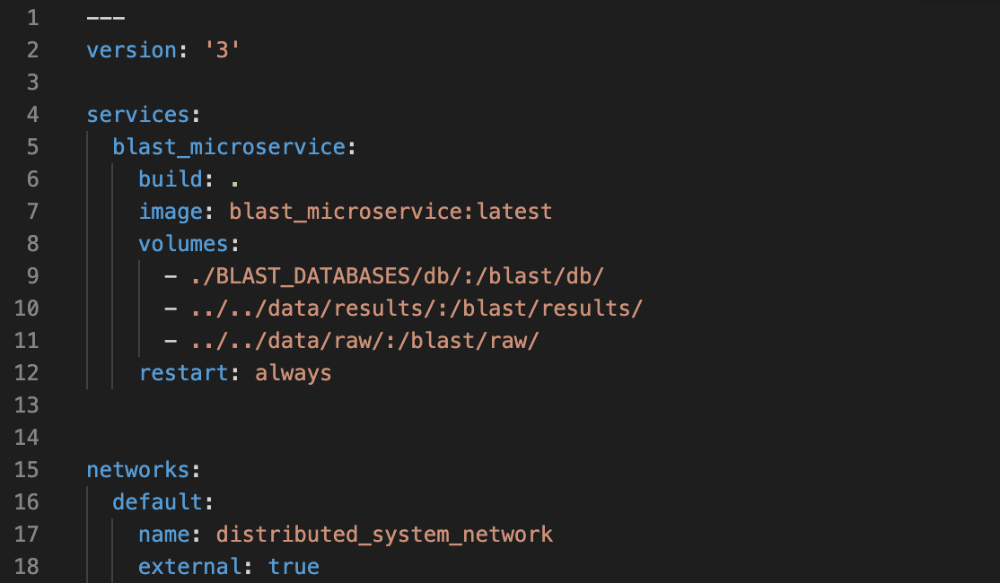 1 ---
2 version: '3'
3
4 services:
5   blast_microservice:
6     build: .
7     image: blast_microservice:latest
8     volumes:
9       - ./BLAST_DATABASES/db/:/blast/db/
10       - ../../data/results/:/blast/results/
11       - ../../data/raw/:/blast/raw/
12     restart: always
13
14
15 networks:
16   default:
17     name: distributed_system_network
18     external: true